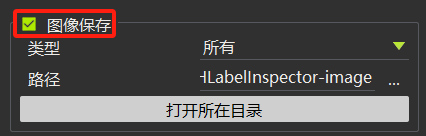 图像保存
类型 所有
路径 HLabelInspector-image ...
打开所在目录